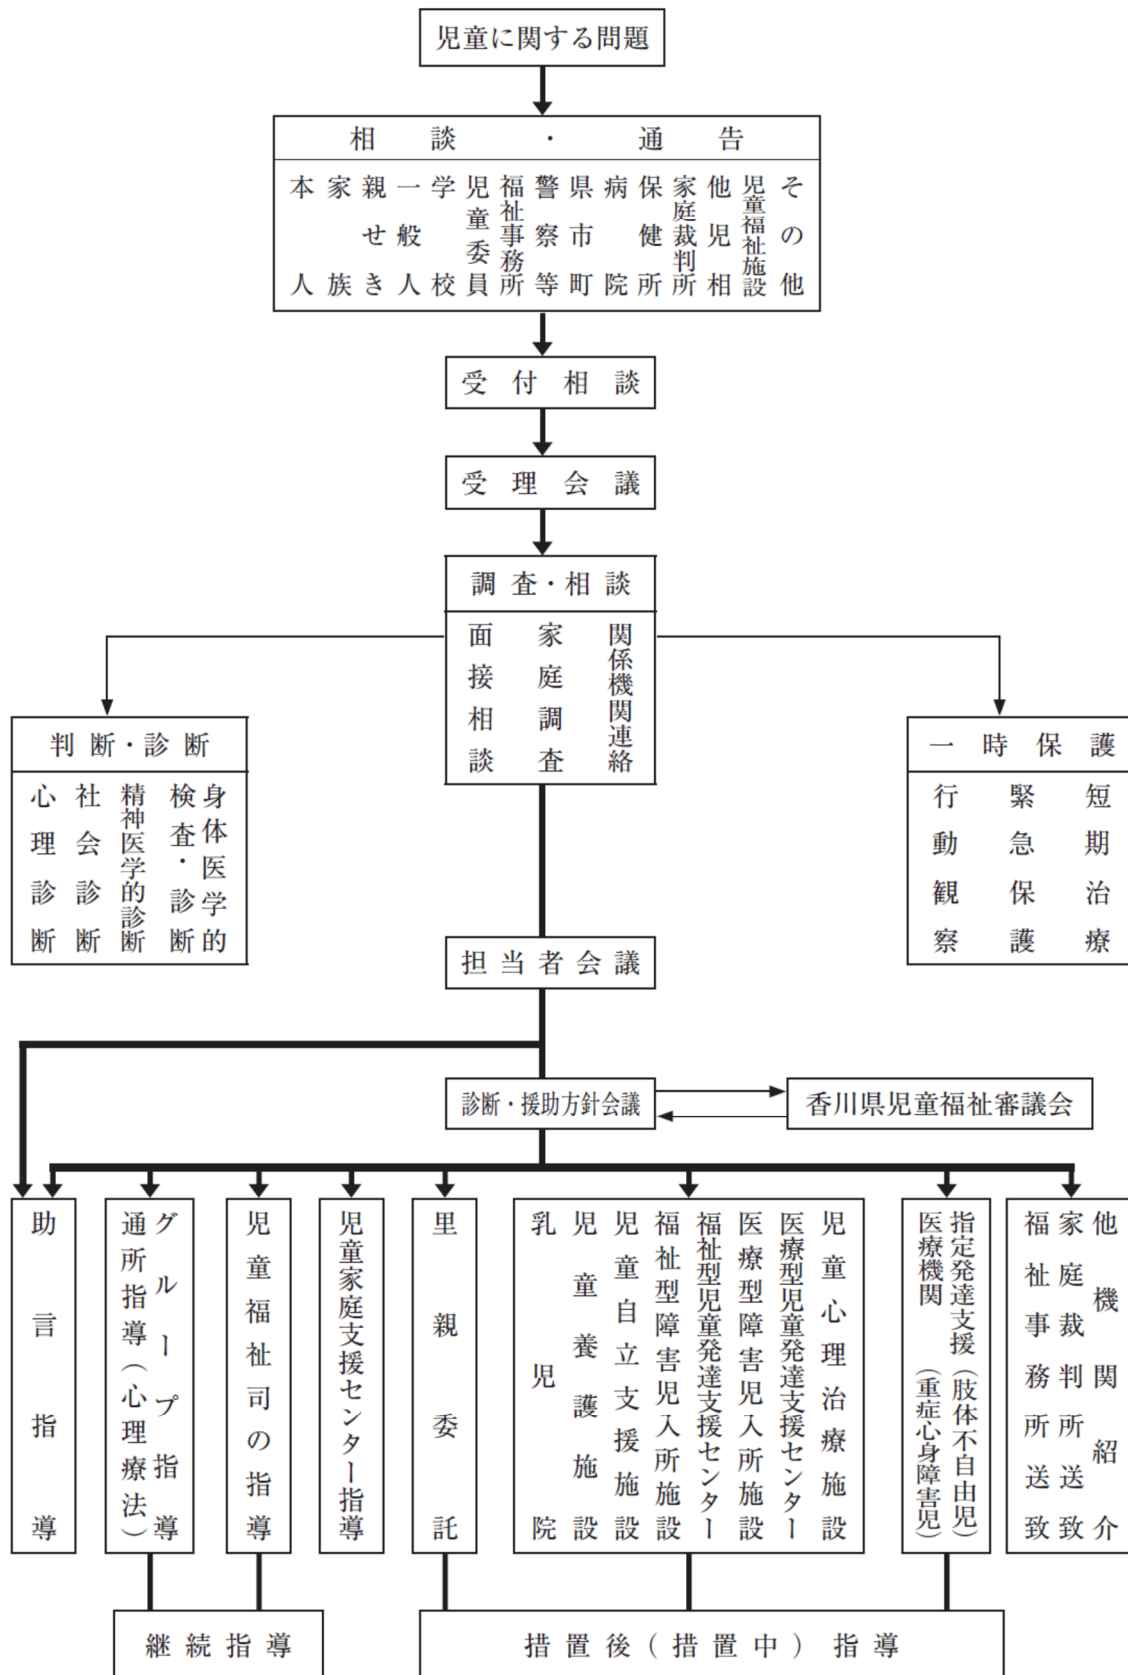 児童に関する問題
相談・通告
本人
家族
親せき
一般人
学校
児童委員
福祉事務所
警察等
県市町
病院
保健所
家庭裁判所
他児相
児童福祉施設
その他
受付相談
受理会議
調査・相談
面接相談
家庭調査
関係機関連絡
判断・診断
心理診断
社会診断
精神医学的診断
身体医学的
検査・診断
一時保護
行動観察
緊急保護
短期治療
担当者会議
診断・援助方針会議
香川県児童福祉審議会
助言指導
グループ指導
通所指導(心理療法)
児童福祉司の指導
児童家庭支援センター指導
里親委託
乳児院
児童養護施設
児童自立支援施設
福祉型障害児入所施設
福祉型児童発達支援センター
医療型障害児入所施設
医療型児童発達支援センター
児童心理治療施設
指定発達支援(肢体不自由児)
医療機関(重症心身障害児)
他機関紹介
家庭裁判所送致
福祉事務所送致
継続指導
措置後(措置中)指導